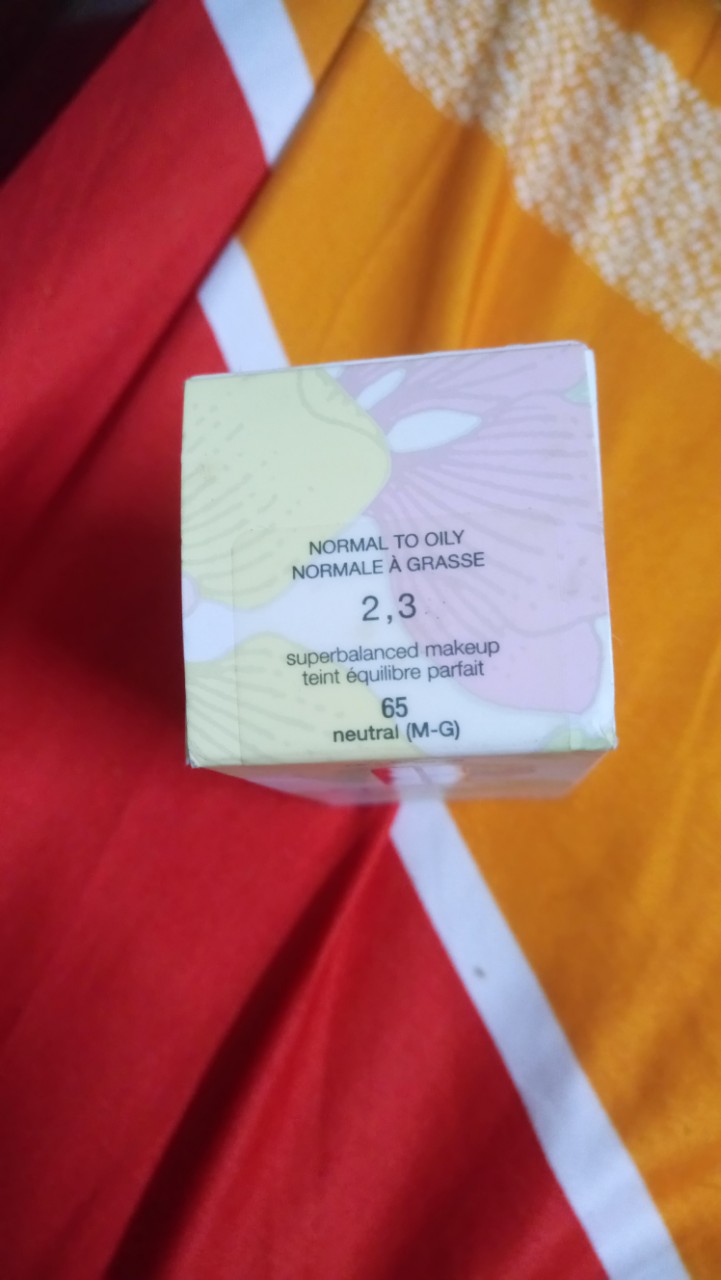 NORMAL TO OILY
NORMALE À GRASSE
2,3
superbalanced makeup
teint équilibre parfait
65
neutral (M-G)